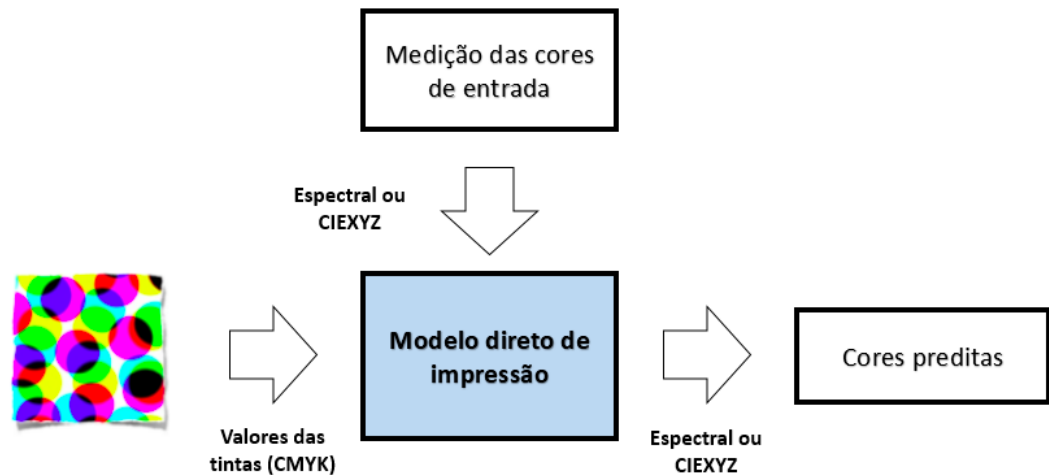 Medição das cores
de entrada
Espectral ou
CIEXYZ
Modelo direto de
impressão
Cores preditas
Valores das
tintas (CMYK)
Espectral ou
CIEXYZ